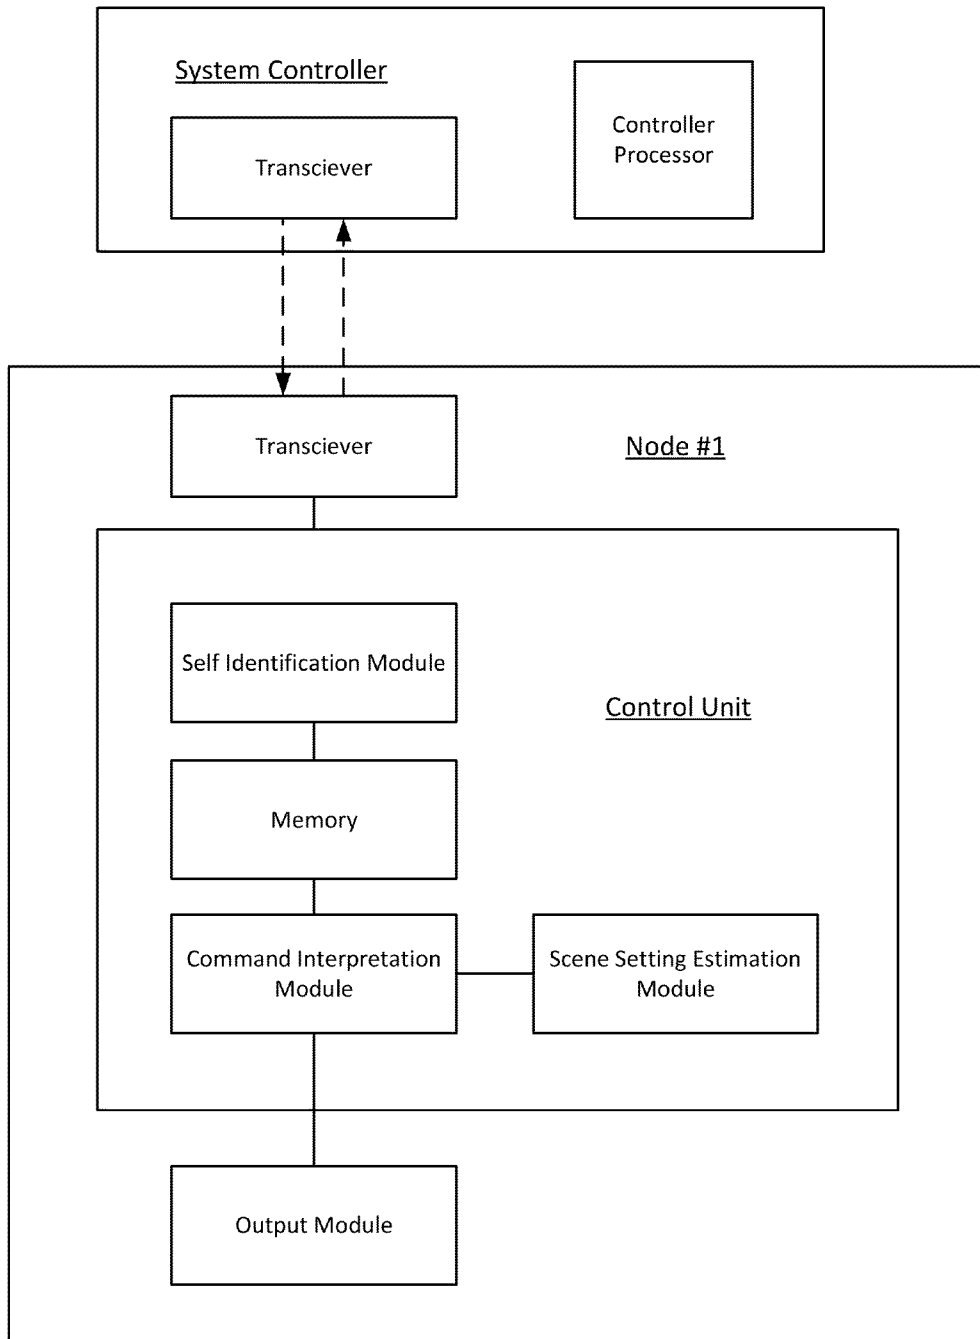 System Controller
Controller
Processor
Transciever
Transciever
Node #1
Self Identification Module
Control Unit
Memory
Command Interpretation
Module
Scene Setting Estimation
Module
Output Module